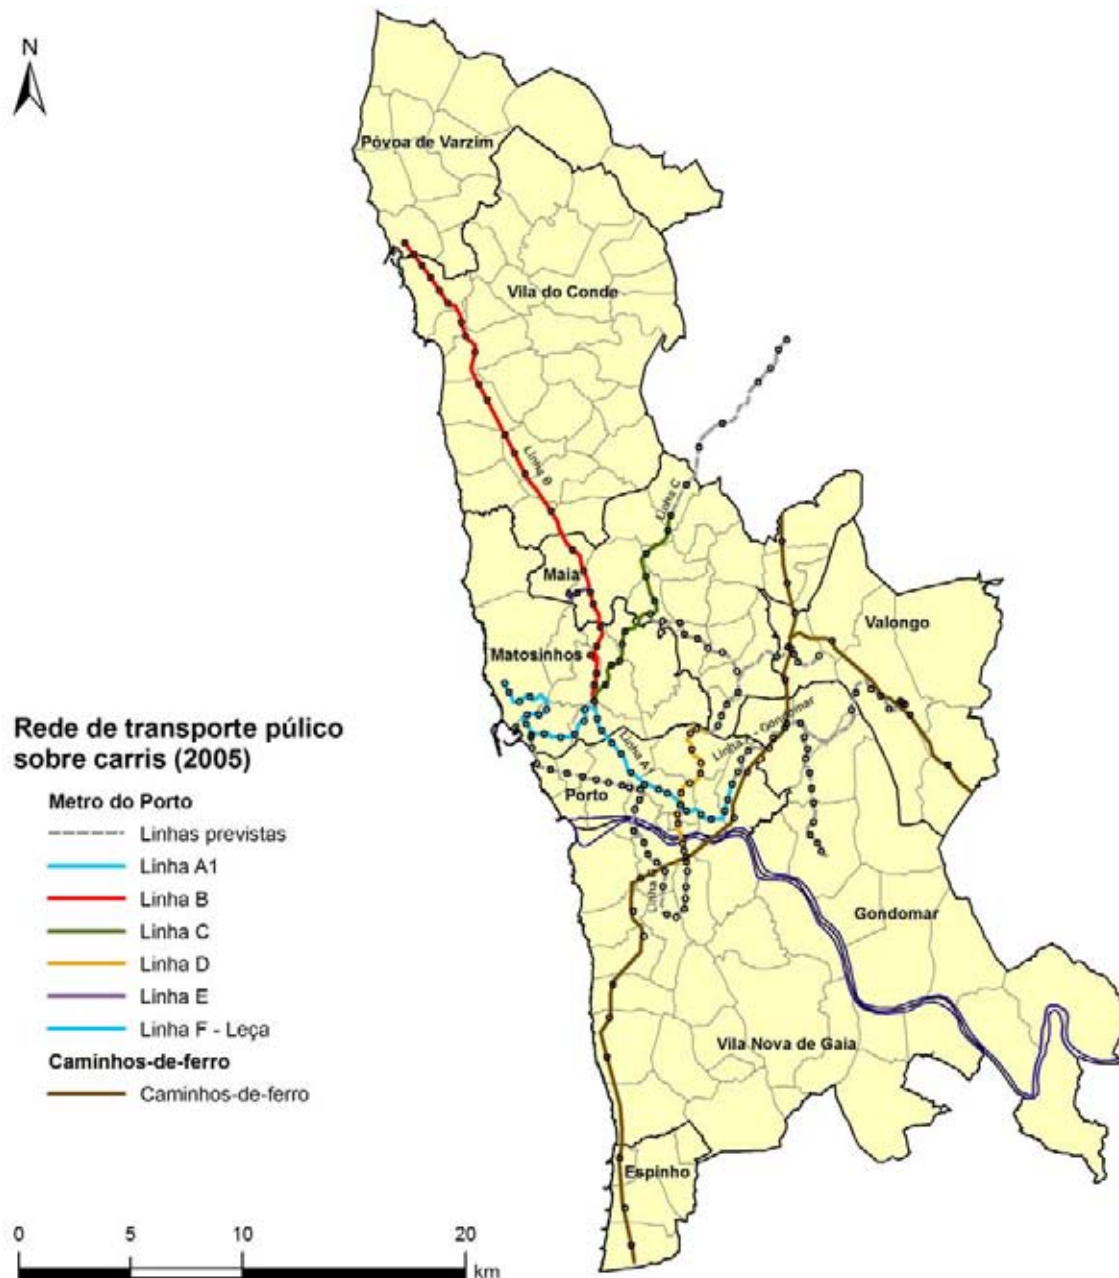 N
Póvoa de Varzim
Vila do Conde
Linha B
Linha C
Maia
Valongo
Matosinhos
Linha A1
Gondomar
Porto
Linha
Gondomar
Vila Nova de Gaia
Espinho
Rede de transporte púlico
sobre carris (2005)
Metro do Porto
Linhas previstas
Linha A1
Linha B
Linha C
Linha D
Linha E
Linha F - Leça
Caminhos-de-ferro
Caminhos-de-ferro
0 5 10 20
km